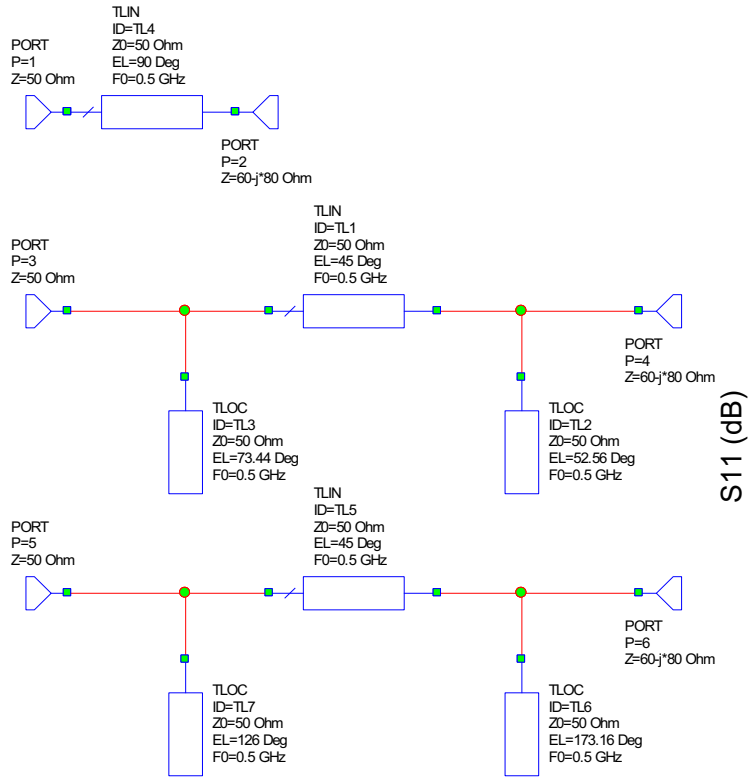 TLIN
ID=TL4
Z0=50 Ohm
EL=90 Deg
F0=0.5 GHz
PORT
P=1
Z=50 Ohm
PORT
P=2
Z=60-j*80 Ohm
TLIN
ID=TL1
Z0=50 Ohm
EL=45 Deg
F0=0.5 GHz
PORT
P=3
Z=50 Ohm
PORT
P=4
Z=60-j*80 Ohm
TLOC
ID=TL3
Z0=50 Ohm
EL=73.44 Deg
F0=0.5 GHz
TLOC
ID=TL2
Z0=50 Ohm
EL=52.56 Deg
F0=0.5 GHz
S11 (dB)
TLIN
ID=TL5
Z0=50 Ohm
EL=45 Deg
F0=0.5 GHz
PORT
P=5
Z=50 Ohm
PORT
P=6
Z=60-j*80 Ohm
TLOC
ID=TL7
Z0=50 Ohm
EL=126 Deg
F0=0.5 GHz
TLOC
ID=TL6
Z0=50 Ohm
EL=173.16 Deg
F0=0.5 GHz